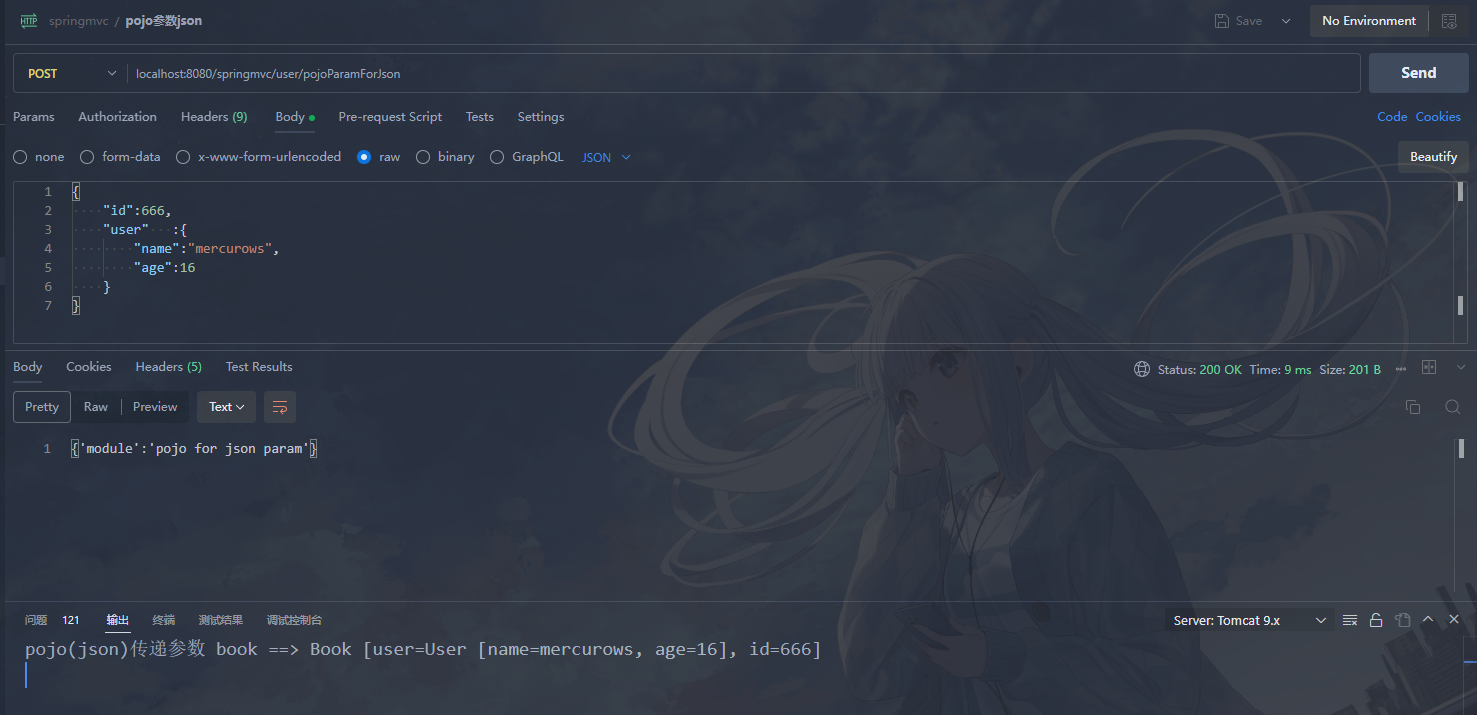 HTTP springmvc / pojo参数json Save No Environment
POST localhost:8080/springmvc/user/pojoParamForJson Send
Params Authorization Headers (9) Body Pre-request Script Tests Settings Code Cookies
none form-data x-www-form-urlencoded raw binary GraphQL JSON Beautify
1 {
2 "id":666,
3 "user" :{
4 "name":"mercurows",
5 "age":16
6 }
7 }
Body Cookies Headers (5) Test Results Status: 200 OK Time: 9 ms Size: 201 B
Pretty Raw Preview Text
1 {'module':'pojo for json param'}
问题 121 输出 终端 测试结果 调试控制台 Server: Tomcat 9.x
pojo(json)传递参数 book ==> Book [user=User [name=mercurows, age=16], id=666]